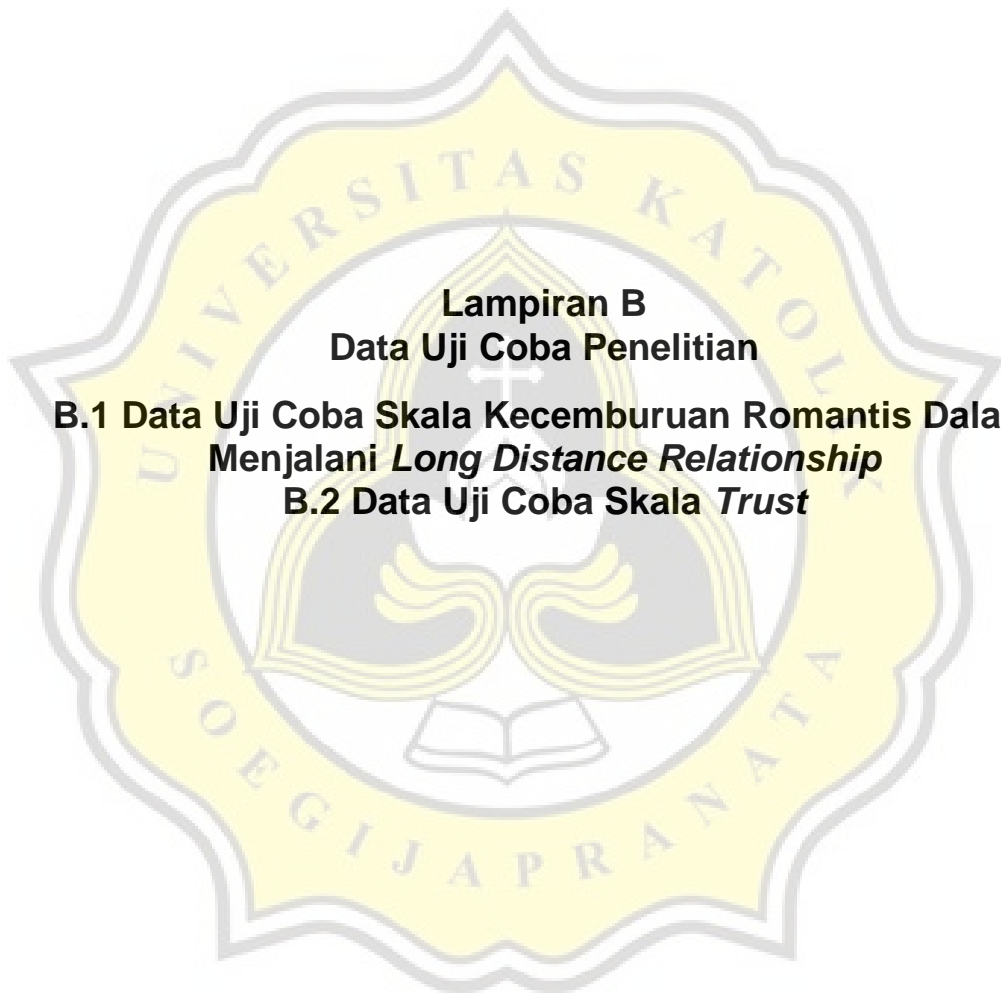 Lampiran B
Data Uji Coba Penelitian
B.1 Data Uji Coba Skala Kecemburuan Romantis Dala
Menjalani Long Distance Relationship
B.2 Data Uji Coba Skala Trust
UNIVERSITAS KATOLIK
SOEGIJAPRANATA